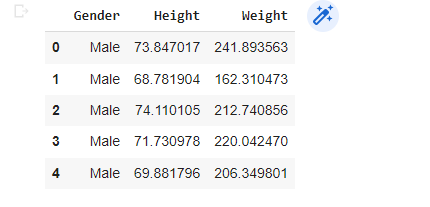 Gender Height Weight
0 Male 73.847017 241.893563
1 Male 68.781904 162.310473
2 Male 74.110105 212.740856
3 Male 71.730978 220.042470
4 Male 69.881796 206.349801